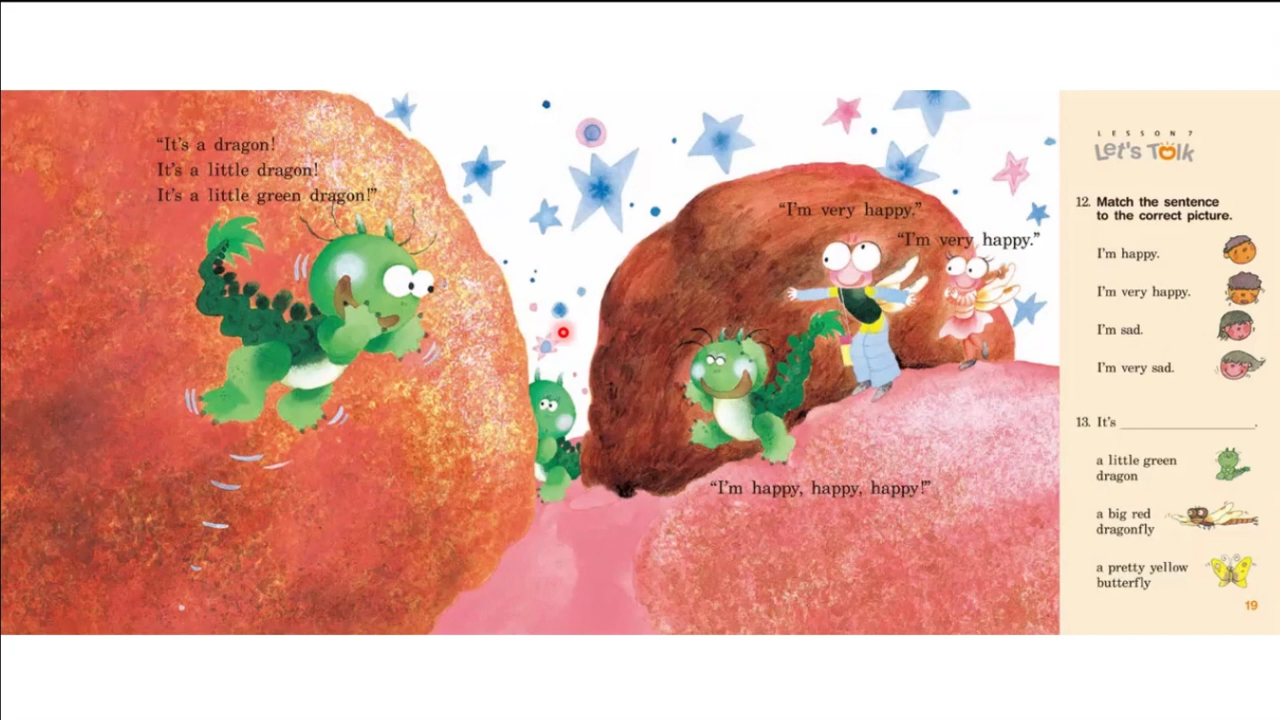 “It’s a dragon!
It’s a little dragon!
It’s a little green dragon!”
“I’m very happy.”
“I’m very happy.”
“I’m happy, happy, happy!”
LESSON 7
Let's Talk
12. Match the sentence
to the correct picture.
I’m happy.
I’m very happy.
I’m sad.
I’m very sad.
13. It’s ____________________.
a little green
dragon
a big red
dragonfly
a pretty yellow
butterfly
19